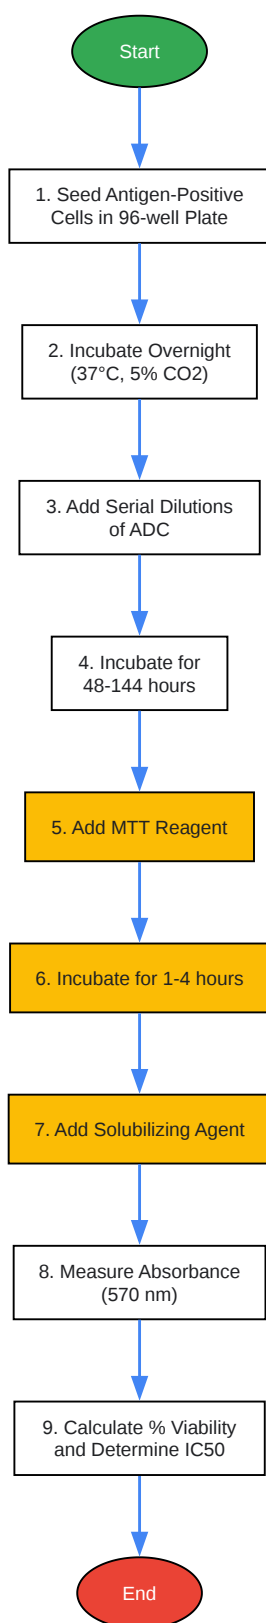 Start
1. Seed Antigen-Positive
Cells in 96-well Plate
2. Incubate Overnight
(37°C, 5% CO2)
3. Add Serial Dilutions
of ADC
4. Incubate for
48-144 hours
5. Add MTT Reagent
6. Incubate for 1-4 hours
7. Add Solubilizing Agent
8. Measure Absorbance
(570 nm)
9. Calculate % Viability
and Determine IC50
End